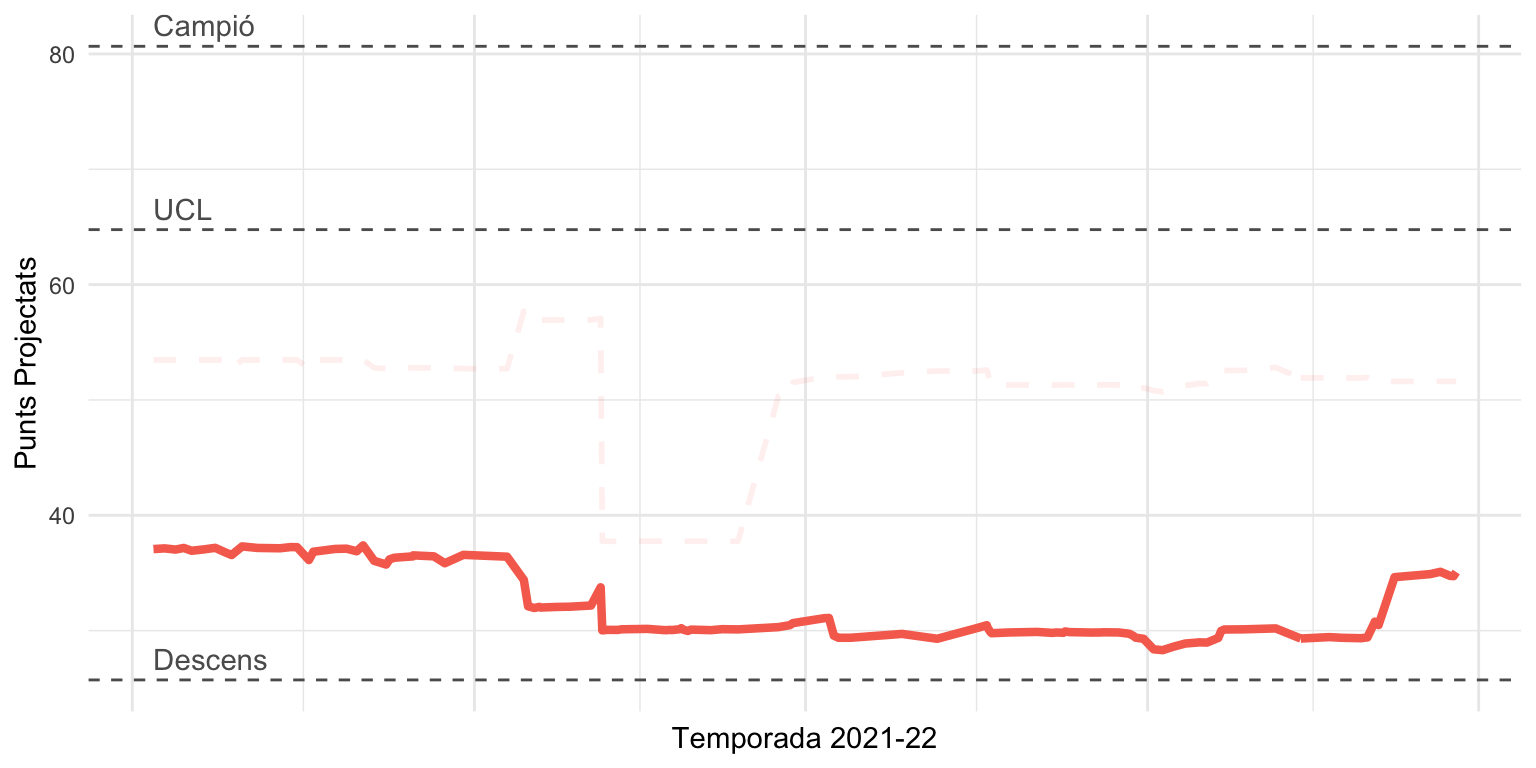 Campió
80
UCL
60
Punts Projectats
40
Descens
Temporada 2021-22